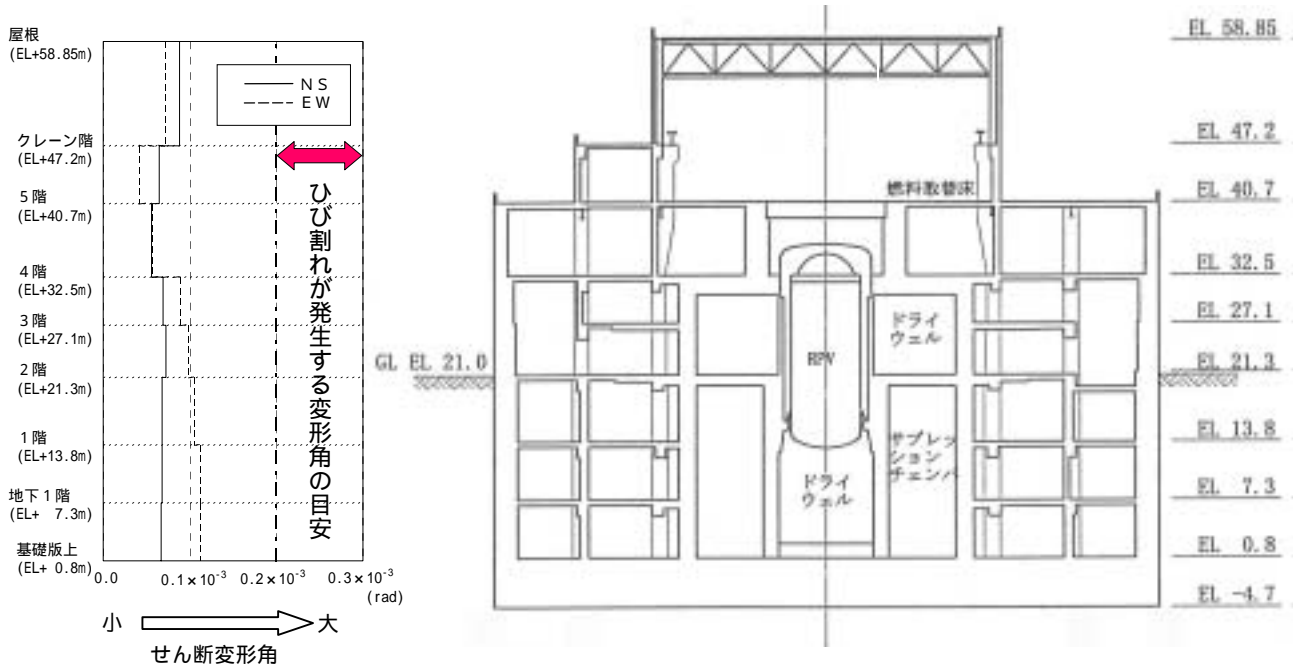 屋根
(EL+58.85m)
クレーン階
(EL+47.2m)
5階
(EL+40.7m)
4階
(EL+32.5m)
3階
(EL+27.1m)
2階
(EL+21.3m)
1階
(EL+13.8m)
地下1階
(EL+ 7.3m)
基礎版上
(EL+ 0.8m)
NS
EW
ひび割れが発生する変形角の目安
0.0
0.1×10⁻³
0.2×10⁻³
0.3×10⁻³
(rad)
小
大
せん断変形角
EL 58.85
EL 47.2
燃料取替床
EL 40.7
EL 32.5
EL 27.1
ドライ
ウェル
RPV
GL EL 21.0
EL 21.3
EL 13.8
サプレッ
ション
チェンバ
ドライ
ウェル
EL 7.3
EL 0.8
EL -4.7